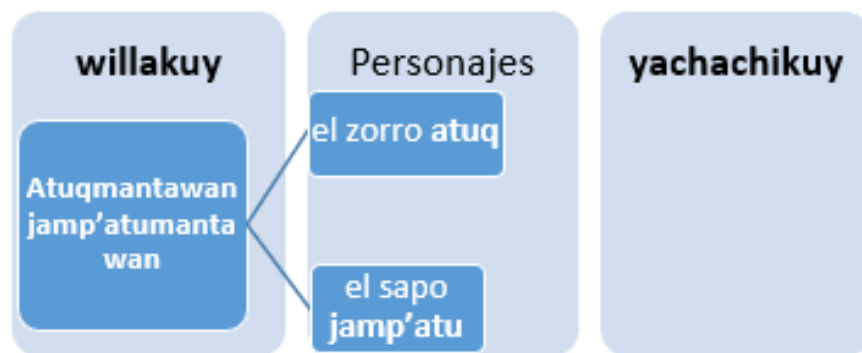 willakuy
Personajes
yachachikuy
Atuqmantawan
jamp’atumanta
wan
el zorro atuq
el sapo
jamp’atu